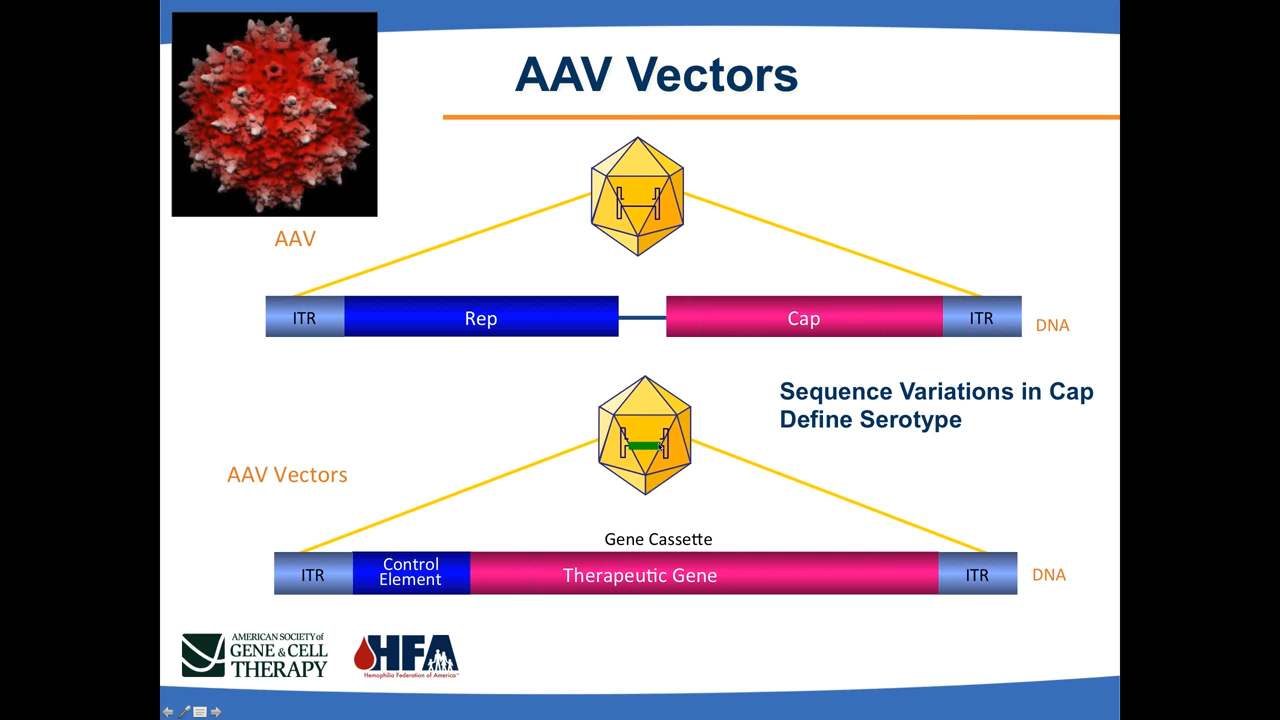 AAV Vectors
AAV
ITR
Rep
Cap
ITR
DNA
Sequence Variations in Cap
Define Serotype
AAV Vectors
Gene Cassette
ITR
Control
Element
Therapeutic Gene
ITR
DNA
AMERICAN SOCIETY of
GENE & CELL
THERAPY
HFA
Hemophilia Federation of America™